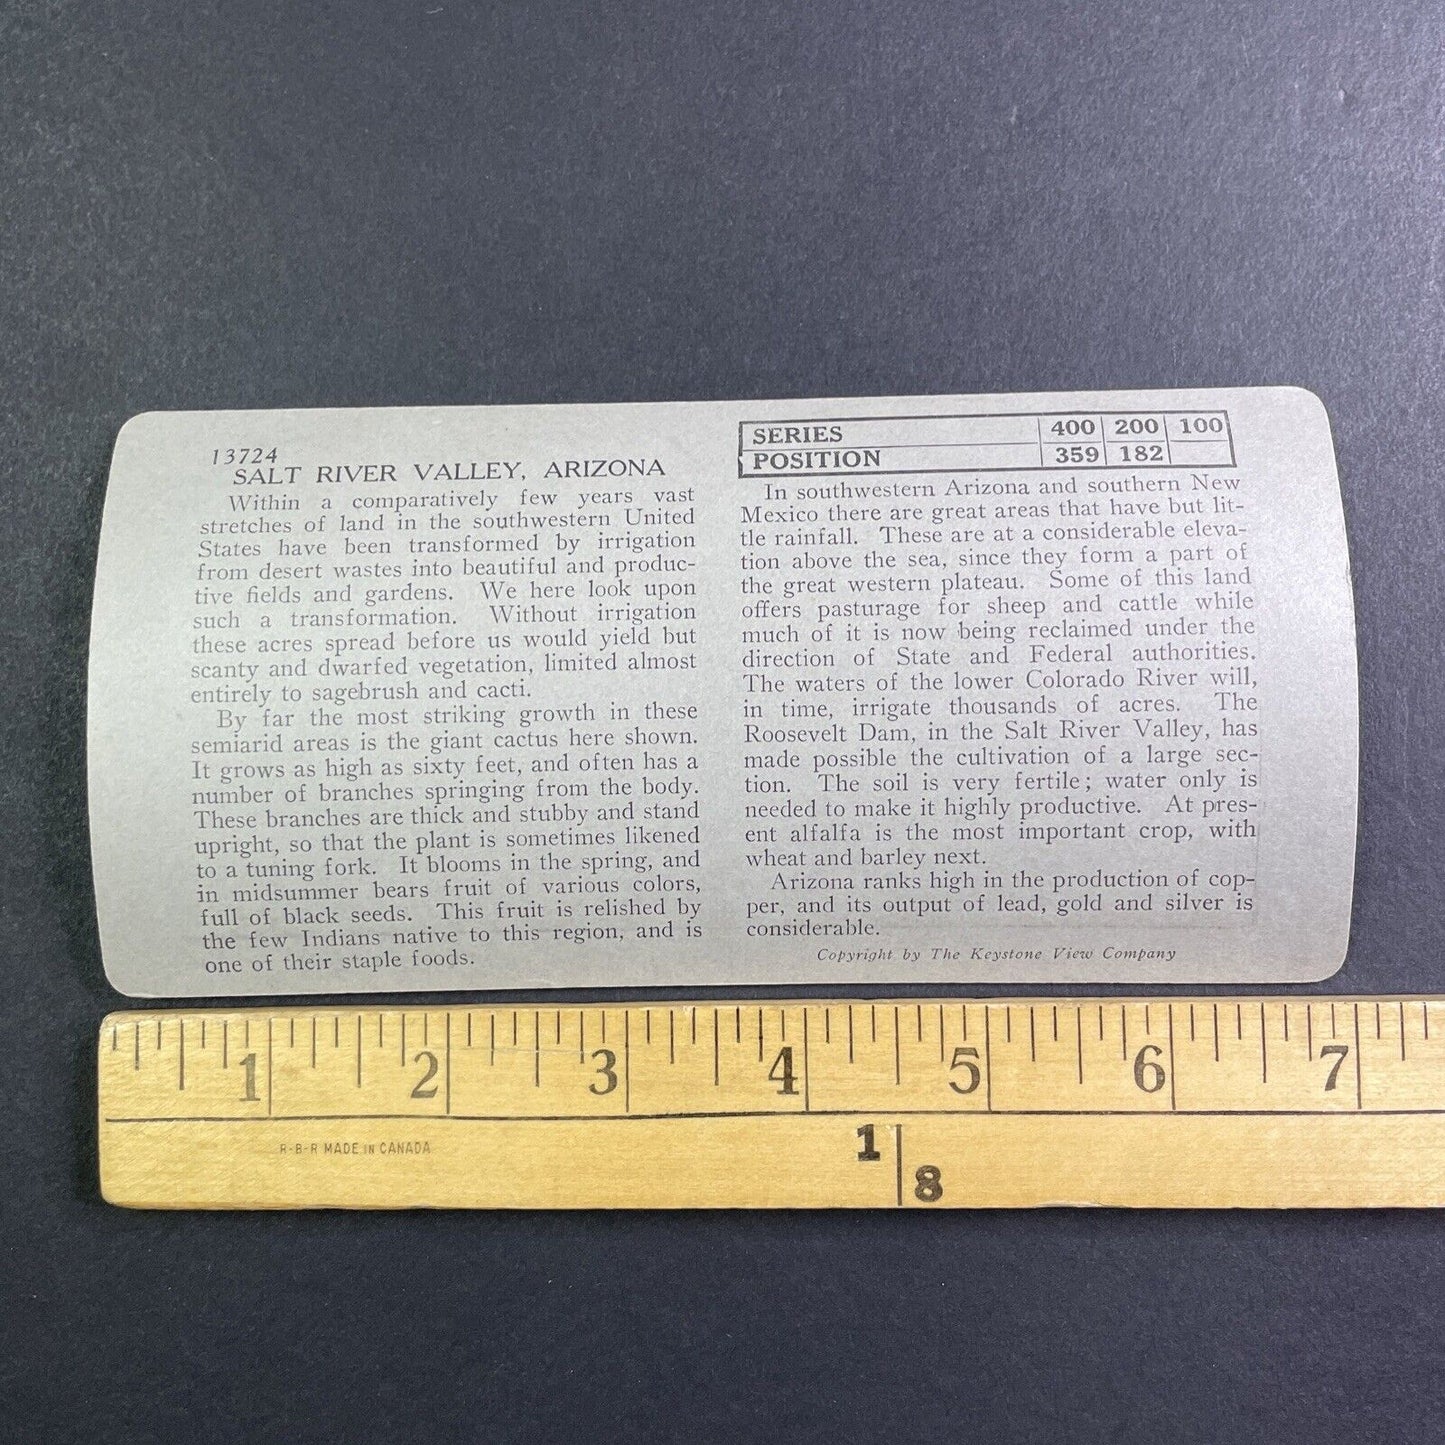 13724
SALT RIVER VALLEY, ARIZONA
Within a comparatively few years vast
stretches of land in the southwestern United
States have been transformed by irrigation
from desert wastes into beautiful and produc-
tive fields and gardens. We here look upon
such a transformation. Without irrigation
these acres spread before us would yield but
scanty and dwarfed vegetation, limited almost
entirely to sagebrush and cacti.
By far the most striking growth in these
semiarid areas is the giant cactus here shown.
It grows as high as sixty feet, and often has a
number of branches springing from the body.
These branches are thick and stubby and stand
upright, so that the plant is sometimes likened
to a tuning fork. It blooms in the spring, and
in midsummer bears fruit of various colors,
full of black seeds. This fruit is relished by
the few Indians native to this region, and is
one of their staple foods.
SERIES 400 200 100
POSITION 359 182
In southwestern Arizona and southern New
Mexico there are great areas that have but lit-
tle rainfall. These are at a considerable eleva-
tion above the sea, since they form a part of
the great western plateau. Some of this land
offers pasturage for sheep and cattle while
much of it is now being reclaimed under the
direction of State and Federal authorities.
The waters of the lower Colorado River will,
in time, irrigate thousands of acres. The
Roosevelt Dam, in the Salt River Valley, has
made possible the cultivation of a large sec-
tion. The soil is very fertile; water only is
needed to make it highly productive. At pres-
ent alfalfa is the most important crop, with
wheat and barley next.
Arizona ranks high in the production of cop-
per, and its output of lead, gold and silver is
considerable.
Copyright by The Keystone View Company
1 2 3 4 5 6 7
R-B-R MADE IN CANADA
1 8